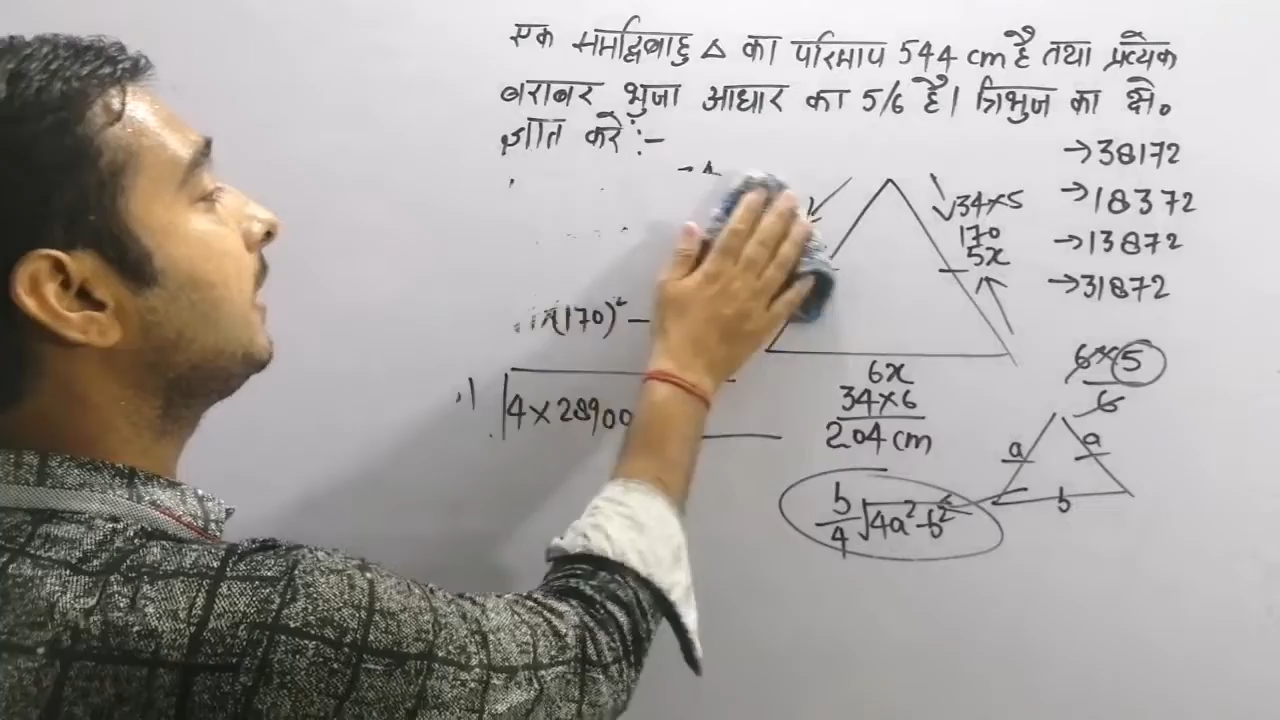 एक समद्विबाहु △ का परिमाप 544 cm है तथा प्रत्येक
बराबर भुजा आधार का 5/6 है। त्रिभुज का क्षे०
ज्ञात करें :-
→38172
→18372
→13872
→31872
34×5
170
5x
6x
34×6
204 cm
(170)² –
√4×28900
6×5
6
a
a
b
b/4 √4a²-b²